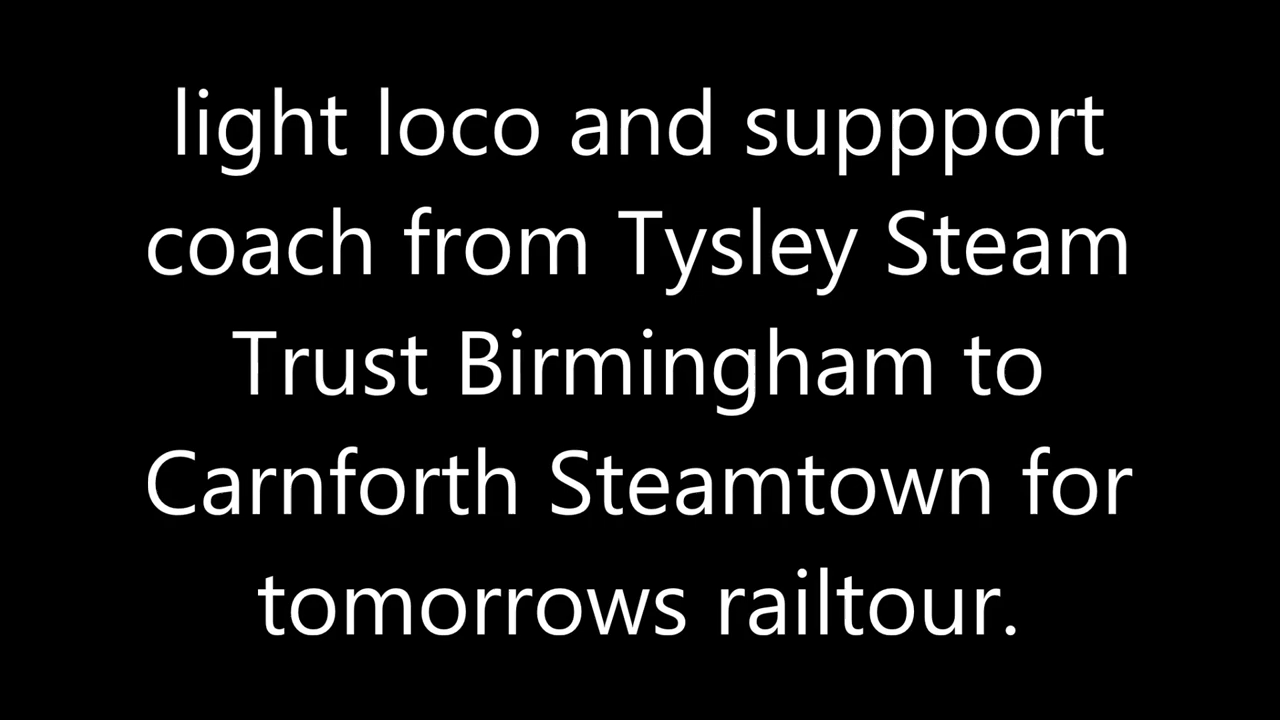 light loco and suppport
coach from Tysley Steam
Trust Birmingham to
Carnforth Steamtown for
tomorrows railtour.